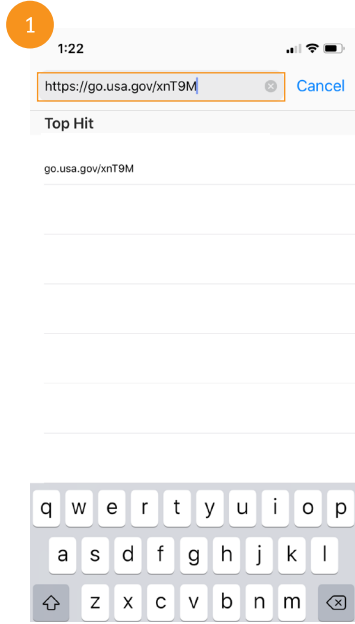 1
1:22
https://go.usa.gov/xnT9M
Cancel
Top Hit
go.usa.gov/xnT9M
q w e r t y u i o p
a s d f g h j k l
z x c v b n m